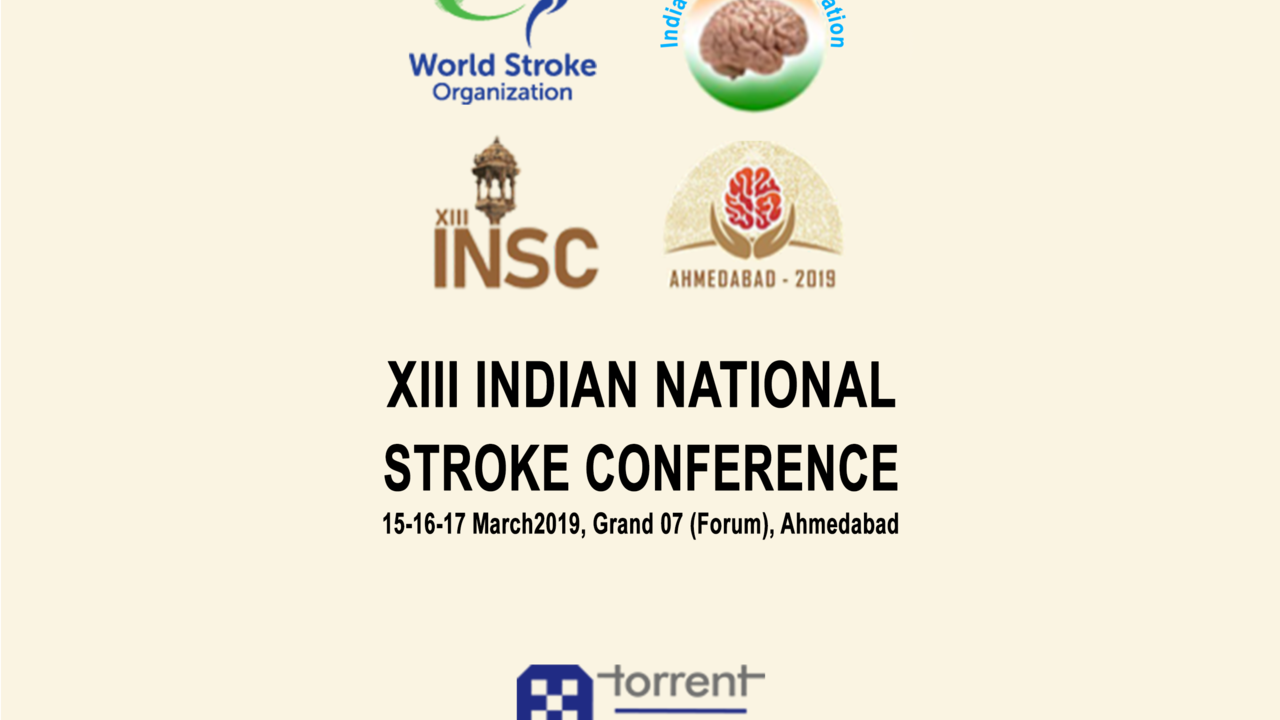 World Stroke
Organization
XIII
INSC
AHMEDABAD - 2019
XIII INDIAN NATIONAL
STROKE CONFERENCE
15-16-17 March2019, Grand 07 (Forum), Ahmedabad
torrent